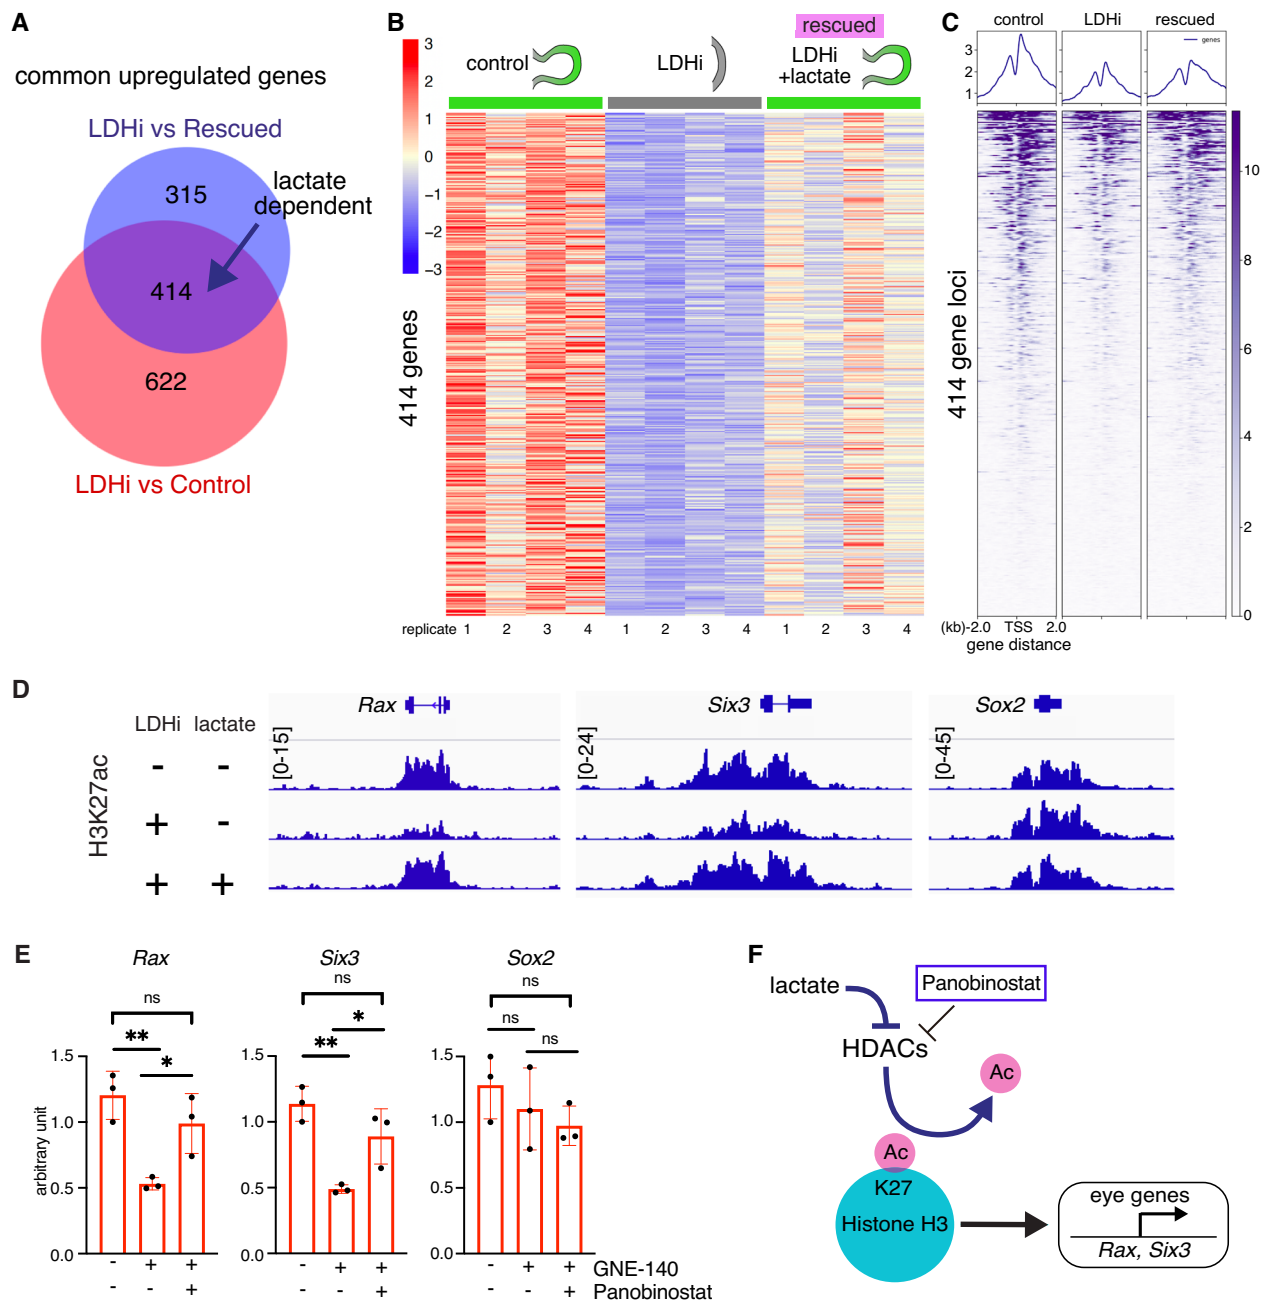 A
common upregulated genes
LDHi vs Rescued
315
lactate
dependent
414
622
LDHi vs Control
B
3
2
1
0
−1
−2
−3
control
LDHi
rescued
LDHi
+lactate
414 genes
replicate 1 2 3 4 1 2 3 4 1 2 3 4
C
control LDHi rescued
genes
3
2
1
414 gene loci
10
8
6
4
2
0
(kb)-2.0 TSS 2.0
gene distance
D
LDHi lactate
H3K27ac
- -
+ -
+ +
Rax
[0-15]
Six3
[0-24]
Sox2
[0-45]
E
Rax
ns
**
*
1.5
1.0
0.5
0.0
arbitrary unit
- + +
- - +
Six3
ns
*
**
1.5
1.0
0.5
0.0
- + +
- - +
Sox2
ns
ns
ns
1.5
1.0
0.5
0.0
- + + GNE-140
- - + Panobinostat
F
lactate
Panobinostat
HDACs
Ac
Ac
K27
Histone H3
eye genes
Rax, Six3